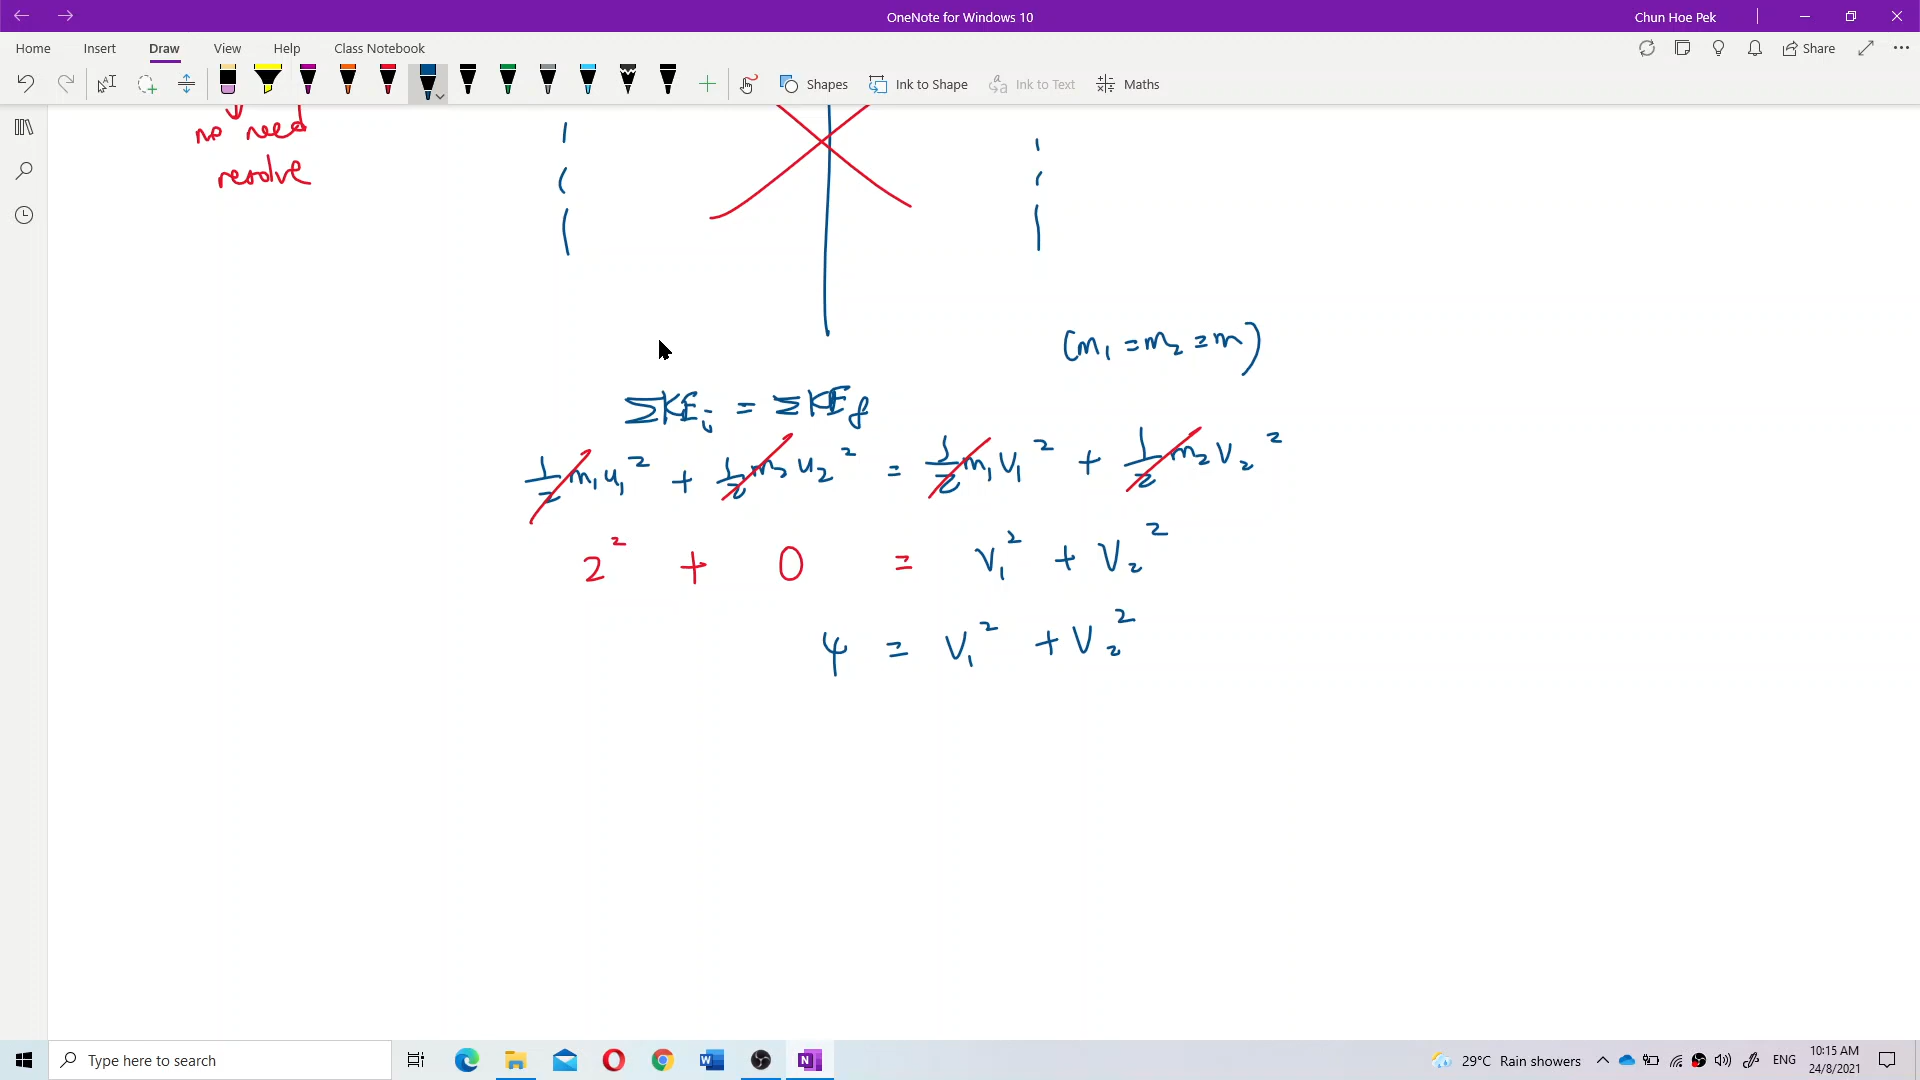 OneNote for Windows 10
Chun Hoe Pek
Home Insert Draw View Help Class Notebook
Share
Shapes Ink to Shape Ink to Text Maths
no need
resolve
(m₁ = m₂ = m)
ΣKEᵢ = ΣKE_f
½m₁u₁² + ½m₂u₂² = ½m₁v₁² + ½m₂v₂²
2² + 0 = v₁² + v₂²
4 = v₁² + v₂²
Type here to search
29°C Rain showers
ENG
10:15 AM
24/8/2021